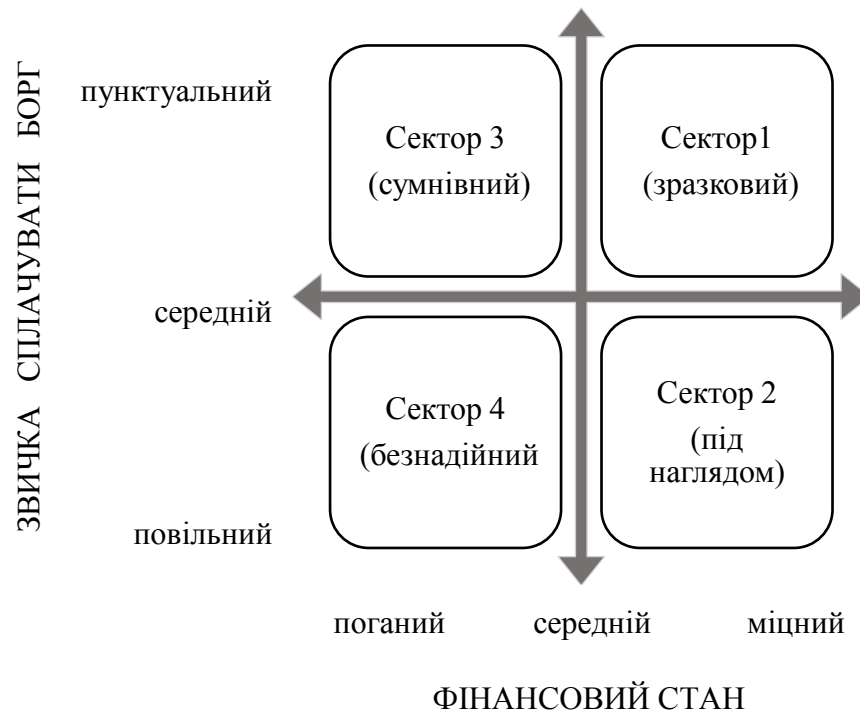 ЗВИЧКА СПЛАЧУВАТИ БОРГ
пунктуальний
Сектор 3
(сумнівний)
Сектор1
(зразковий)
середній
Сектор 4
(безнадійний
Сектор 2
(під
наглядом)
повільний
поганий середній міцний
ФІНАНСОВИЙ СТАН